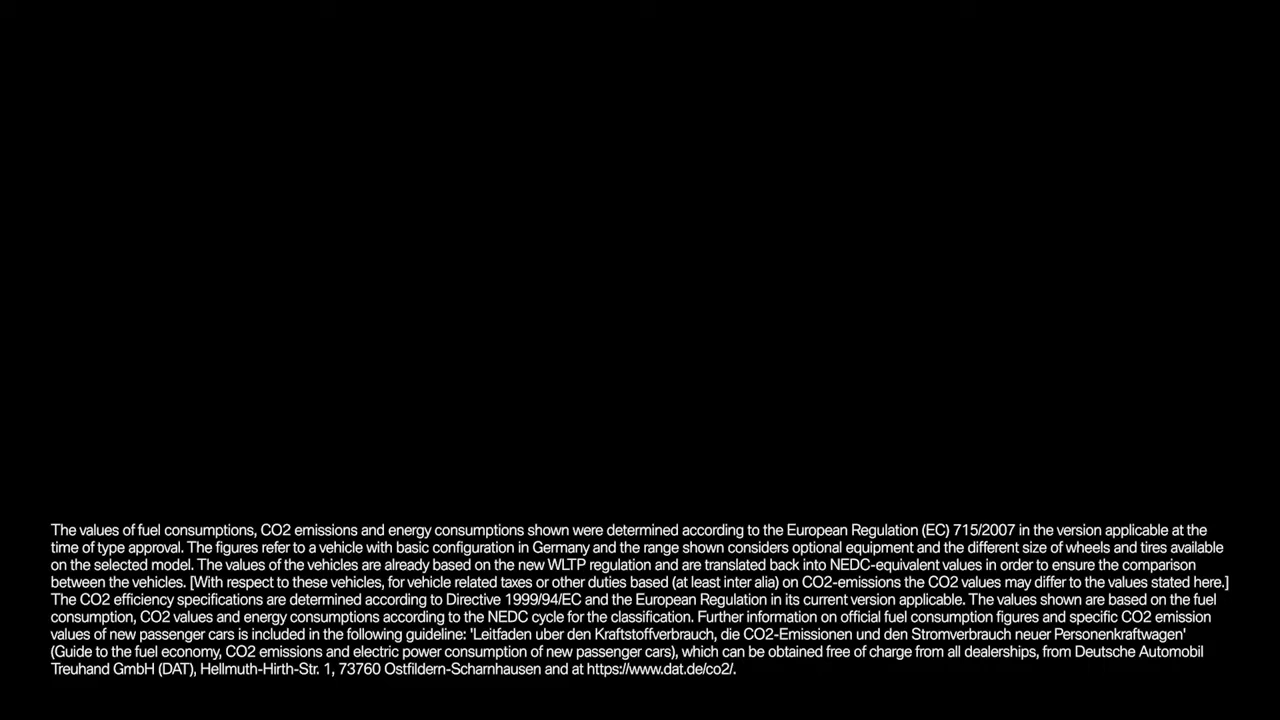 The values of fuel consumptions, CO2 emissions and energy consumptions shown were determined according to the European Regulation (EC) 715/2007 in the version applicable at the
time of type approval. The figures refer to a vehicle with basic configuration in Germany and the range shown considers optional equipment and the different size of wheels and tires available
on the selected model. The values of the vehicles are already based on the new WLTP regulation and are translated back into NEDC-equivalent values in order to ensure the comparison
between the vehicles. [With respect to these vehicles, for vehicle related taxes or other duties based (at least inter alia) on CO2-emissions the CO2 values may differ to the values stated here.]
The CO2 efficiency specifications are determined according to Directive 1999/94/EC and the European Regulation in its current version applicable. The values shown are based on the fuel
consumption, CO2 values and energy consumptions according to the NEDC cycle for the classification. Further information on official fuel consumption figures and specific CO2 emission
values of new passenger cars is included in the following guideline: 'Leitfaden uber den Kraftstoffverbrauch, die CO2-Emissionen und den Stromverbrauch neuer Personenkraftwagen'
(Guide to the fuel economy, CO2 emissions and electric power consumption of new passenger cars), which can be obtained free of charge from all dealerships, from Deutsche Automobil
Treuhand GmbH (DAT), Hellmuth-Hirth-Str. 1, 73760 Ostfildern-Scharnhausen and at https://www.dat.de/co2/.